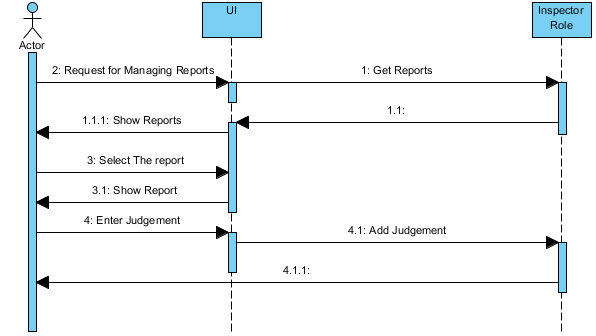 UI
Inspector
Role
Actor
2: Request for Managing Reports
1: Get Reports
1.1:
1.1.1: Show Reports
3: Select The report
3.1: Show Report
4: Enter Judgement
4.1: Add Judgement
4.1.1: